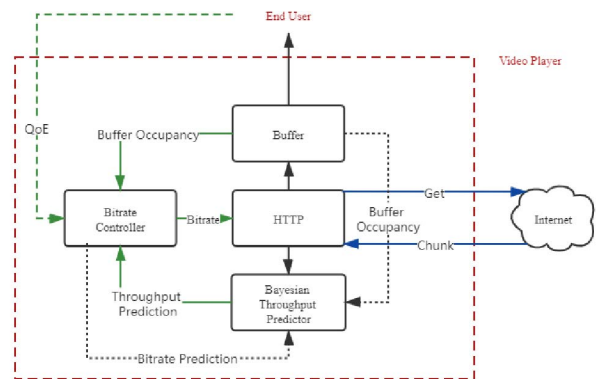 End User
Video Player
QoE
Buffer Occupancy
Buffer
Bitrate
Controller
Bitrate
HTTP
Buffer
Occupancy
Get
Chunk
Internet
Throughput
Prediction
Bayesian
Throughput
Predictor
Bitrate Prediction